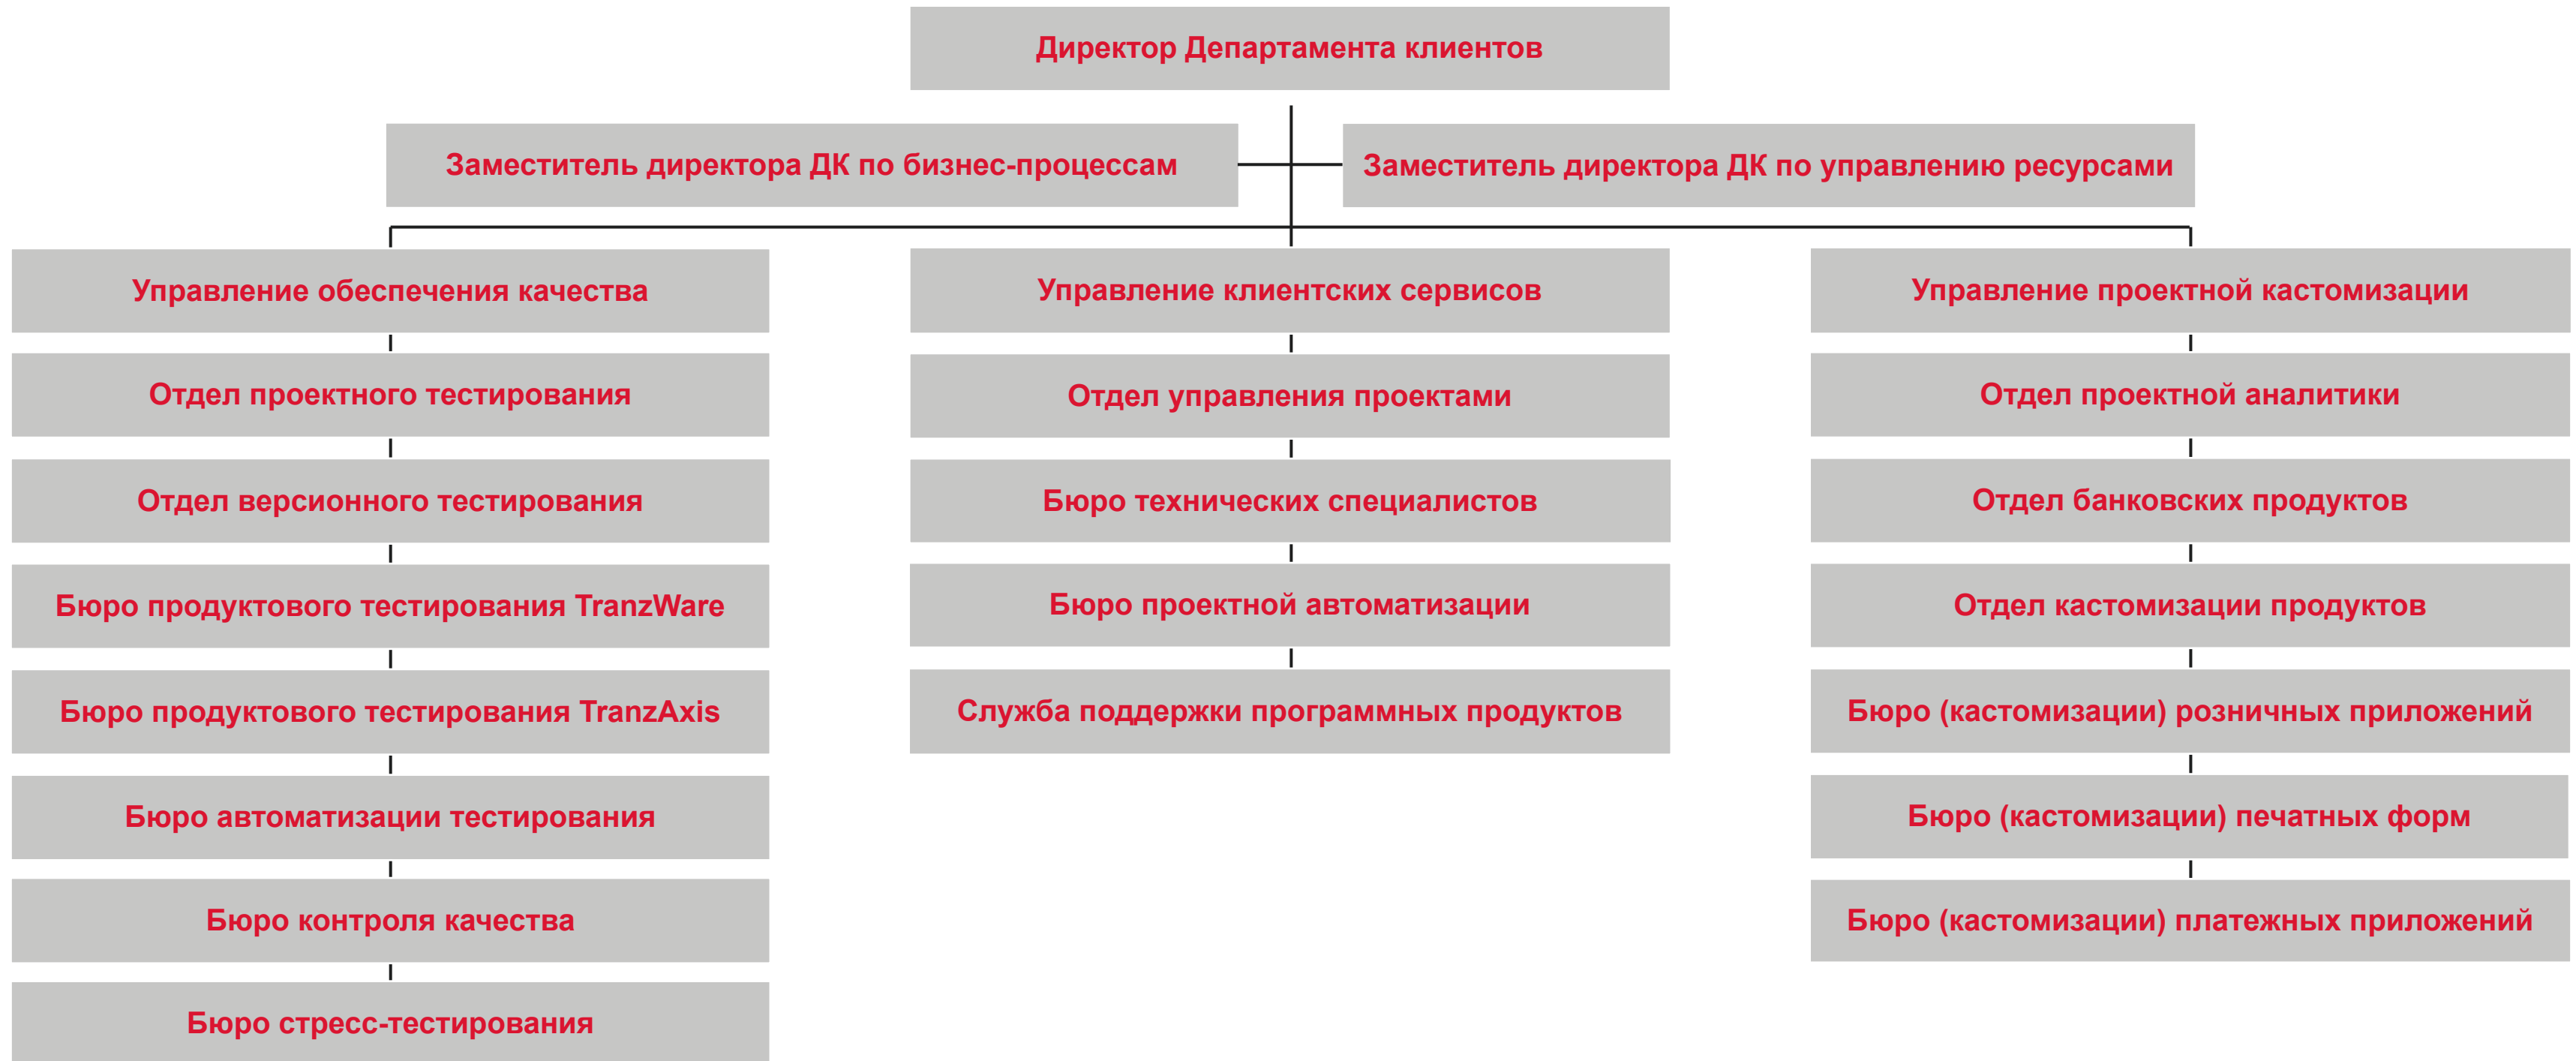 Директор Департамента клиентов
Заместитель директора ДК по бизнес-процессам
Заместитель директора ДК по управлению ресурсами
Управление обеспечения качества
Отдел проектного тестирования
Отдел версионного тестирования
Бюро продуктового тестирования TranzWare
Бюро продуктового тестирования TranzAxis
Бюро автоматизации тестирования
Бюро контроля качества
Бюро стресс-тестирования
Управление клиентских сервисов
Отдел управления проектами
Бюро технических специалистов
Бюро проектной автоматизации
Служба поддержки программных продуктов
Управление проектной кастомизации
Отдел проектной аналитики
Отдел банковских продуктов
Отдел кастомизации продуктов
Бюро (кастомизации) розничных приложений
Бюро (кастомизации) печатных форм
Бюро (кастомизации) платежных приложений